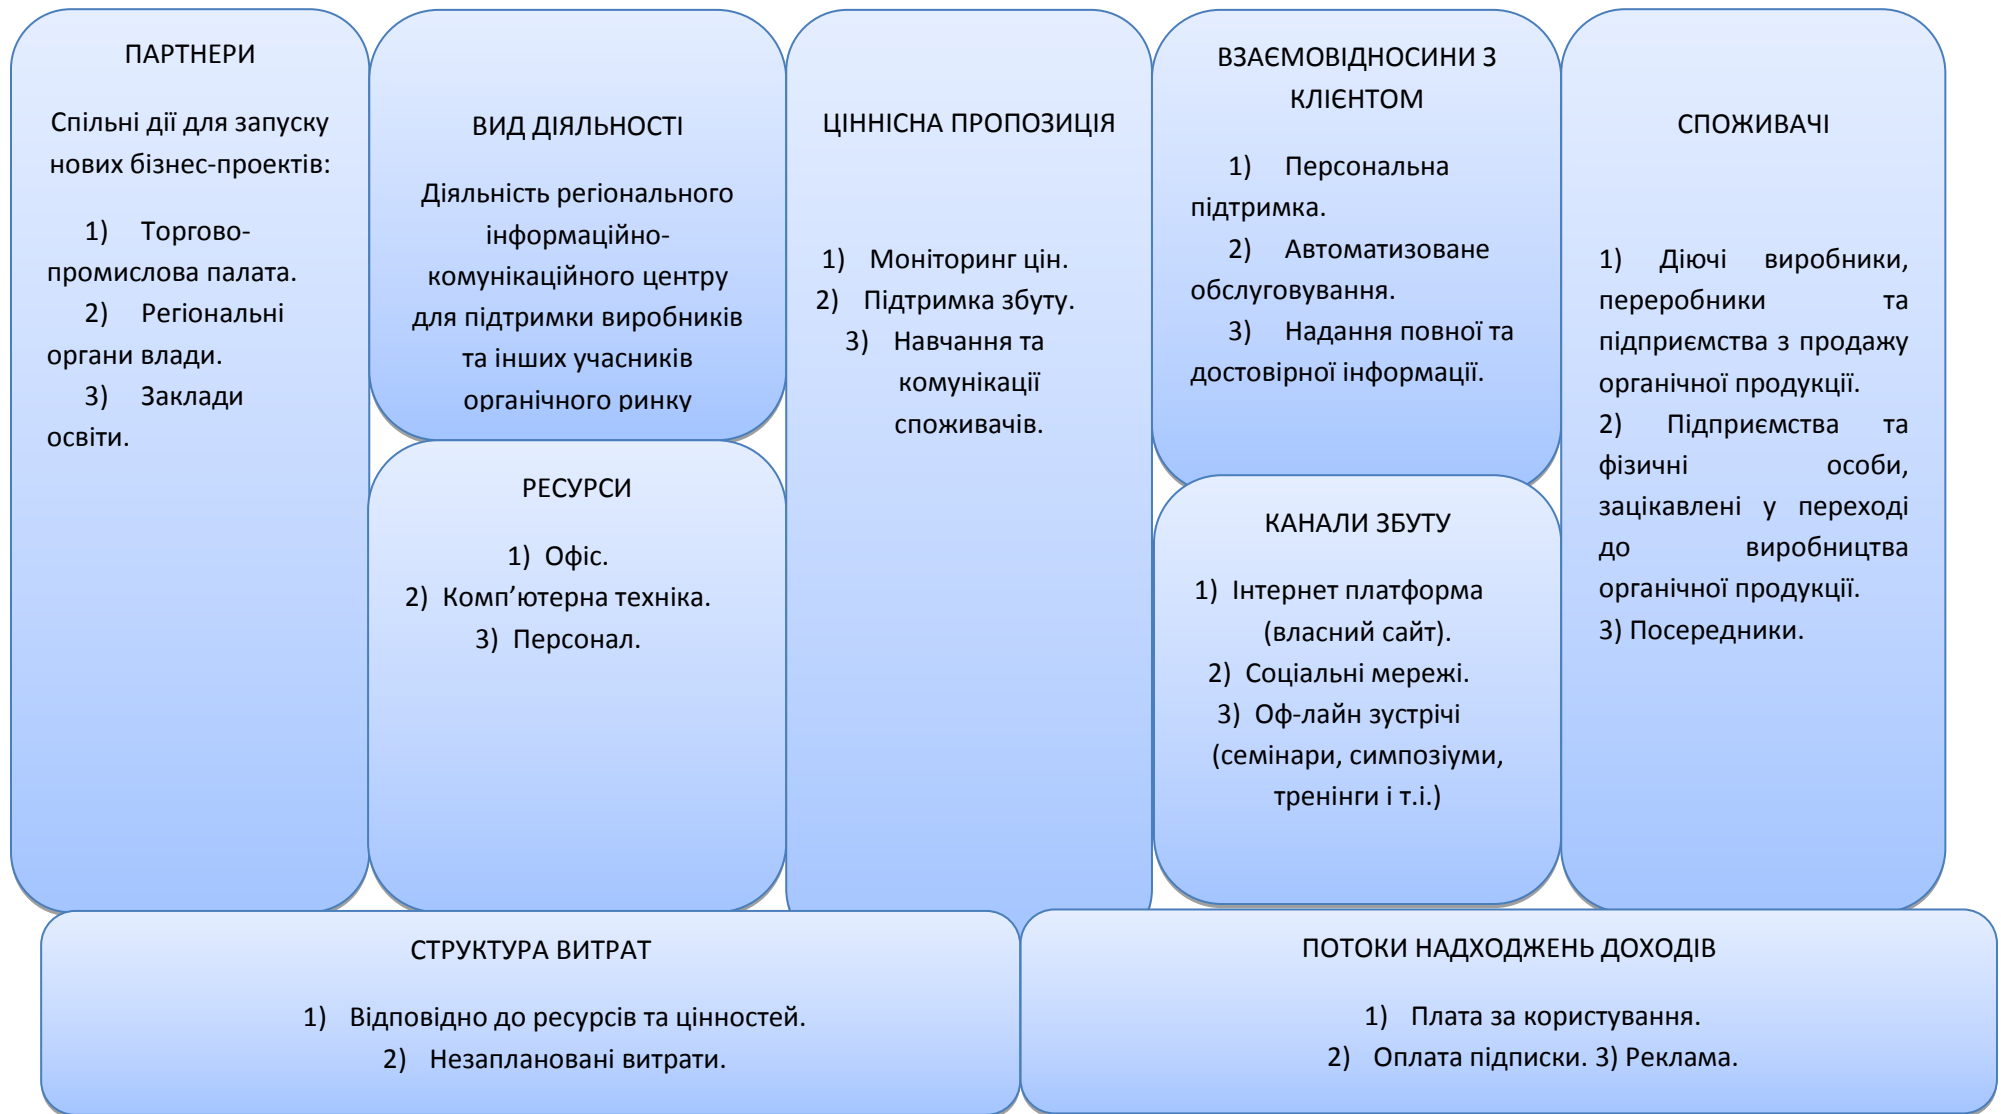 ПАРТНЕРИ
Спільні дії для запуску
нових бізнес-проектів:
1) Торгово-
промислова палата.
2) Регіональні
органи влади.
3) Заклади
освіти.
ВИД ДІЯЛЬНОСТІ
Діяльність регіонального
інформаційно-
комунікаційного центру
для підтримки виробників
та інших учасників
органічного ринку
РЕСУРСИ
1) Офіс.
2) Комп’ютерна техніка.
3) Персонал.
ЦІННІСНА ПРОПОЗИЦІЯ
1) Моніторинг цін.
2) Підтримка збуту.
3) Навчання та
комунікації
споживачів.
ВЗАЄМОВІДНОСИНИ З
КЛІЄНТОМ
1) Персональна
підтримка.
2) Автоматизоване
обслуговування.
3) Надання повної та
достовірної інформації.
КАНАЛИ ЗБУТУ
1) Інтернет платформа
(власний сайт).
2) Соціальні мережі.
3) Оф-лайн зустрічі
(семінари, симпозіуми,
тренінги і т.і.)
СПОЖИВАЧІ
1) Діючі виробники,
переробники та
підприємства з продажу
органічної продукції.
2) Підприємства та
фізичні особи,
зацікавлені у переході
до виробництва
органічної продукції.
3) Посередники.
СТРУКТУРА ВИТРАТ
1) Відповідно до ресурсів та цінностей.
2) Незаплановані витрати.
ПОТОКИ НАДХОДЖЕНЬ ДОХОДІВ
1) Плата за користування.
2) Оплата підписки. 3) Реклама.